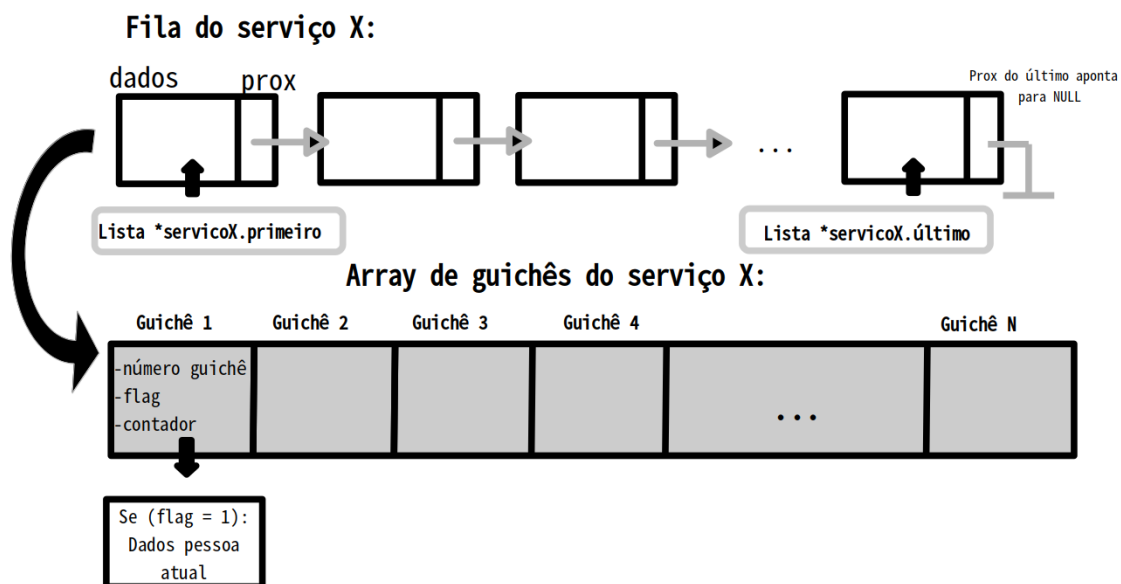 Fila do serviço X:
dados
prox
Prox do último aponta
para NULL
...
Lista *servicoX.primeiro
Lista *servicoX.último
Array de guichês do serviço X:
Guichê 1
Guichê 2
Guichê 3
Guichê 4
Guichê N
-número guichê
-flag
-contador
...
Se (flag = 1):
Dados pessoa
atual